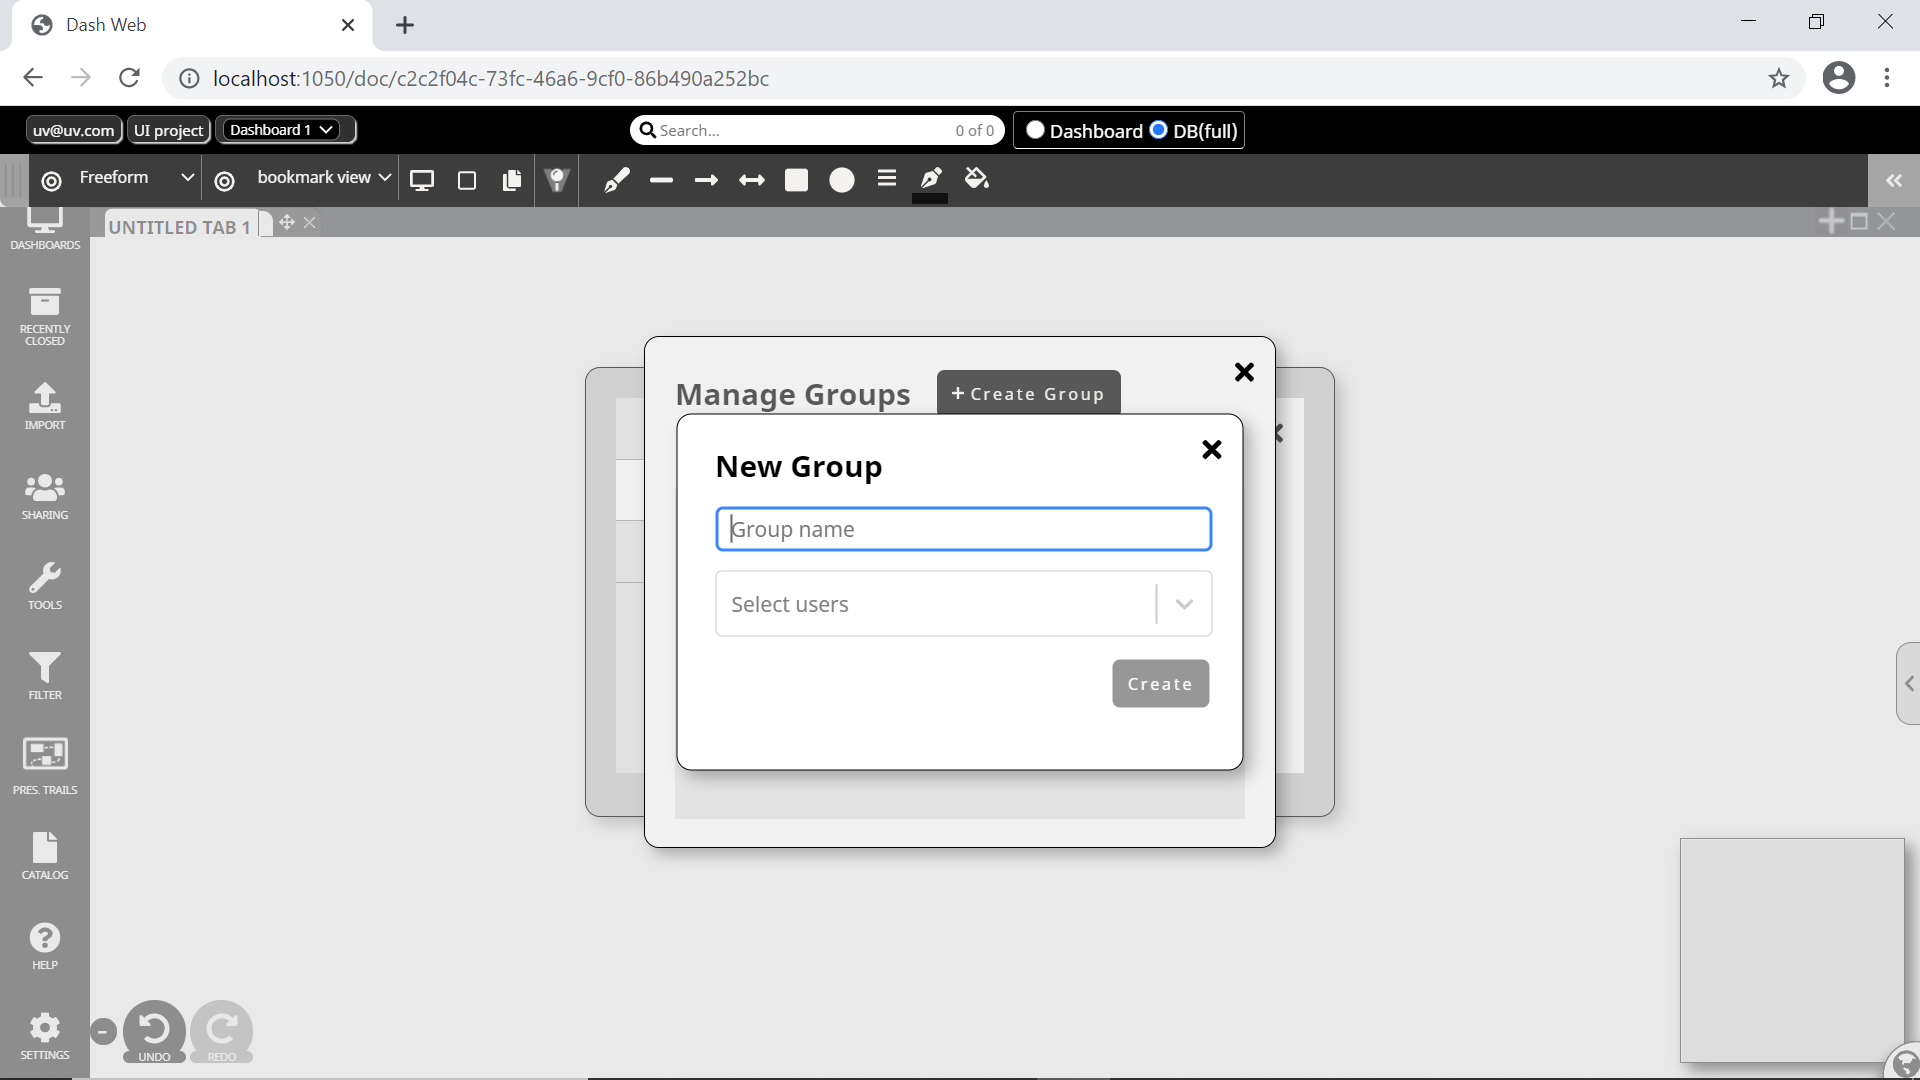 Dash Web
localhost:1050/doc/c2c2f04c-73fc-46a6-9cf0-86b490a252bc
uv@uv.com UI project Dashboard 1 Search... 0 of 0 Dashboard DB(full)
Freeform bookmark view
UNTITLED TAB 1
DASHBOARDS
RECENTLY
CLOSED
IMPORT
SHARING
TOOLS
FILTER
PRES. TRAILS
CATALOG
HELP
SETTINGS
Manage Groups + Create Group
New Group
Group name
Select users
Create
UNDO REDO